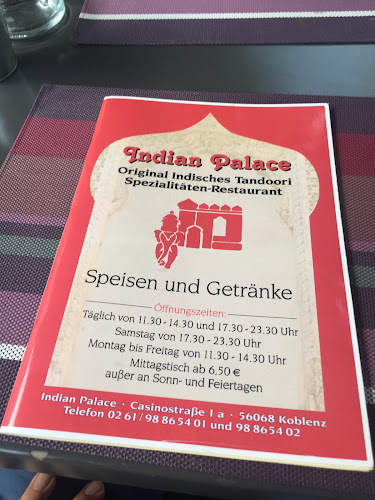 Indian Palace
Original Indisches Tandoori
Spezialitäten-Restaurant
Speisen und Getränke
Öffnungszeiten:
Täglich von 11.30 - 14.30 und 17.30 - 23.30 Uhr
Samstag von 17.30 - 23.30 Uhr
Montag bis Freitag von 11.30 - 14.30 Uhr
Mittagstisch ab 6,50 €
außer an Sonn- und Feiertagen
Indian Palace · Casinostraße 1a · 56068 Koblenz
Telefon 02 61 / 98 86 54 01 und 98 86 54 02